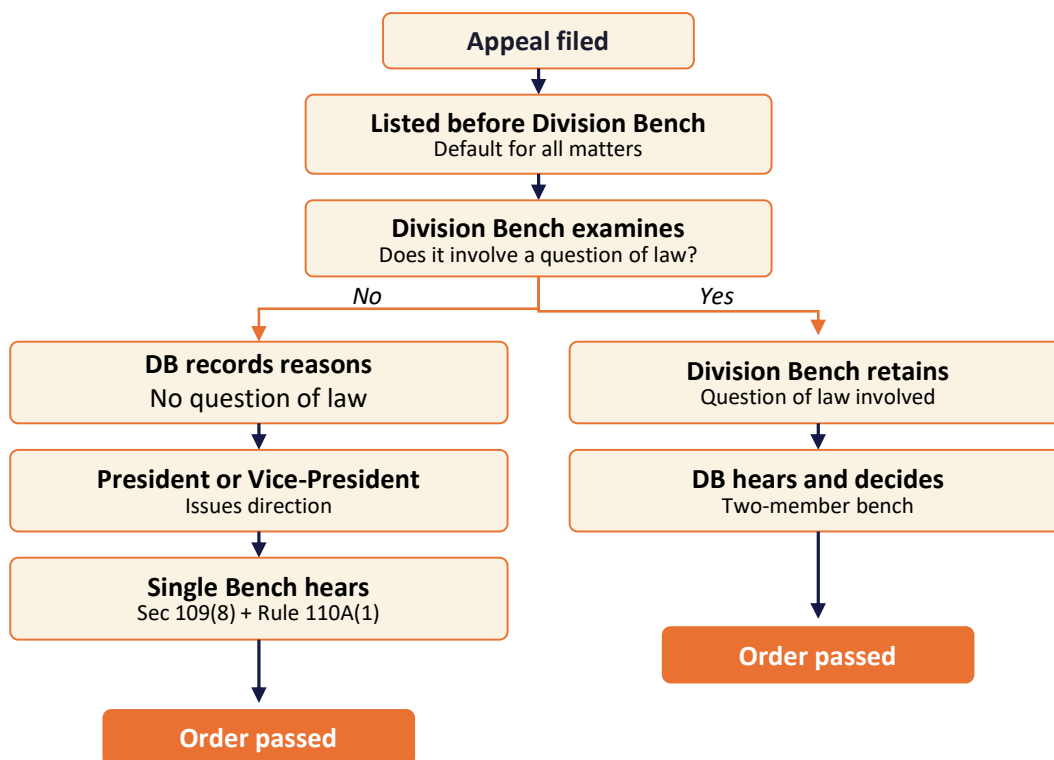 Appeal filed
Listed before Division Bench
Default for all matters
Division Bench examines
Does it involve a question of law?
No
Yes
DB records reasons
No question of law
Division Bench retains
Question of law involved
President or Vice-President
Issues direction
DB hears and decides
Two-member bench
Single Bench hears
Sec 109(8) + Rule 110A(1)
Order passed
Order passed